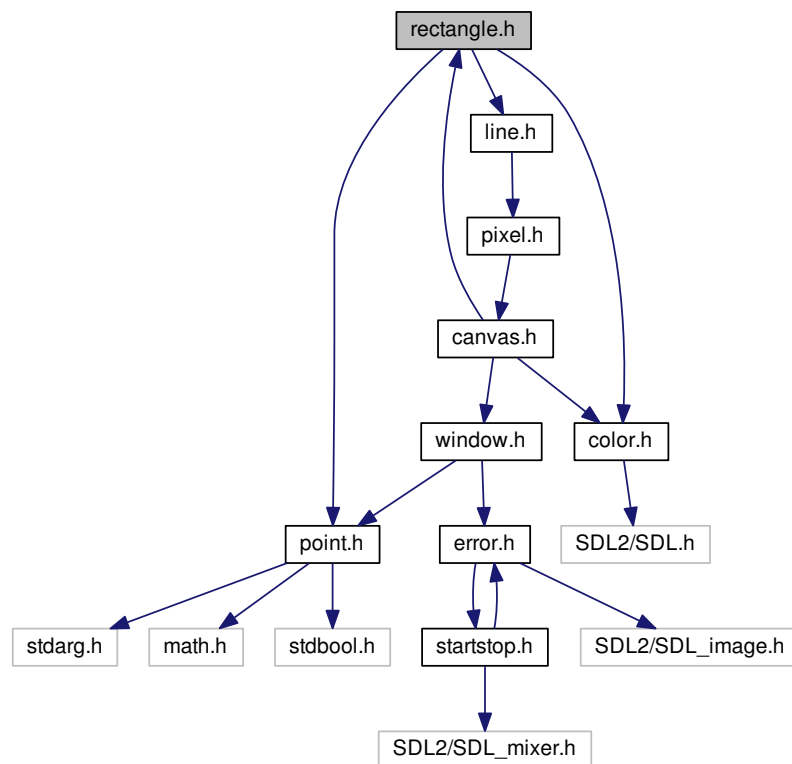 rectangle.h
line.h
pixel.h
canvas.h
window.h
color.h
point.h
error.h
SDL2/SDL.h
stdarg.h
math.h
stdbool.h
startstop.h
SDL2/SDL_image.h
SDL2/SDL_mixer.h